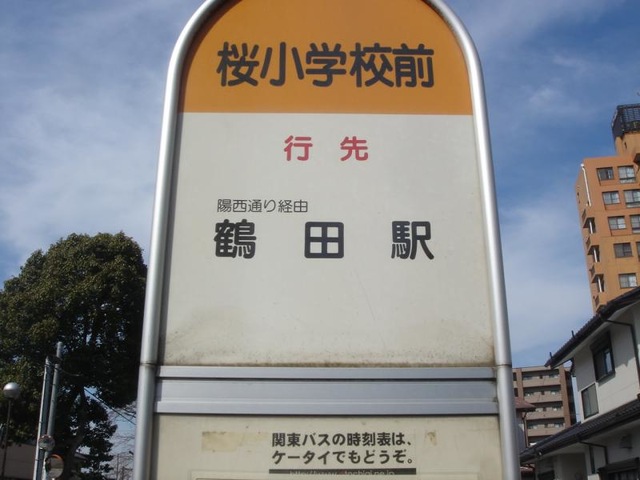 桜小学校前
行先
陽西通り経由
鶴田駅
関東バスの時刻表は、
ケータイでもどうぞ。